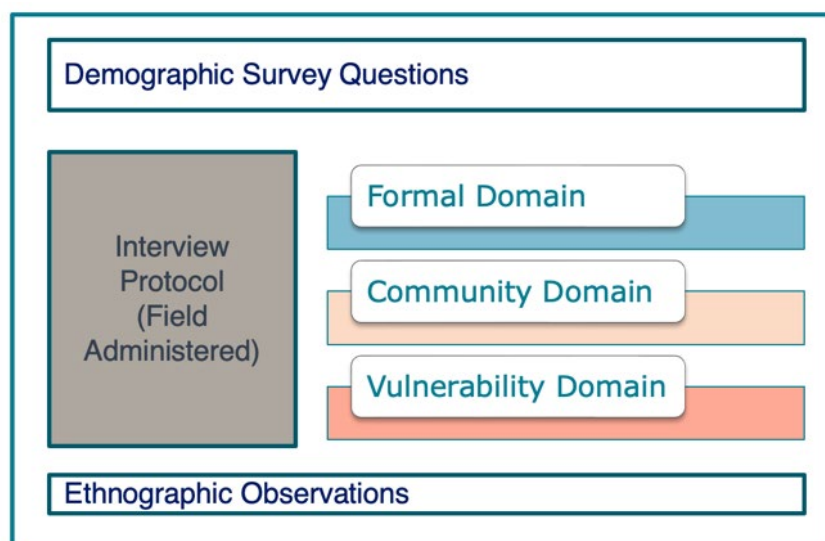 Demographic Survey Questions
Interview
Protocol
(Field
Administered)
Formal Domain
Community Domain
Vulnerability Domain
Ethnographic Observations